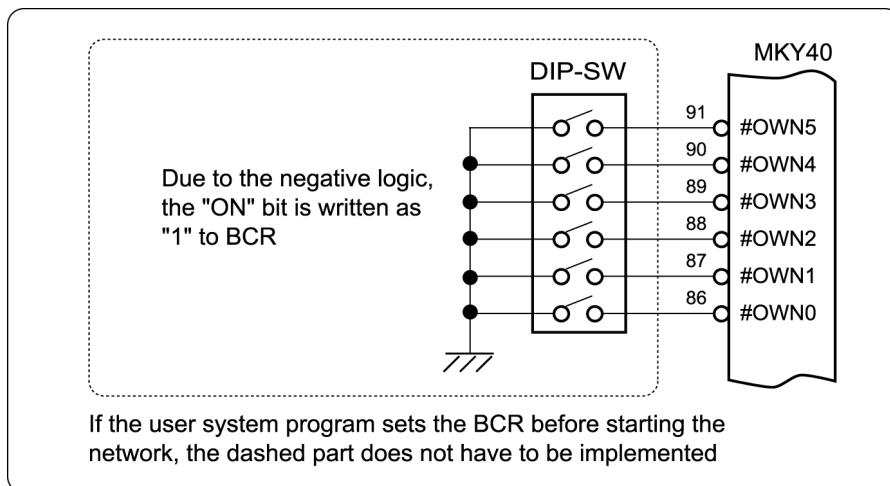 MKY40
DIP-SW
91
#OWN5
90
#OWN4
Due to the negative logic,
the "ON" bit is written as
"1" to BCR
89
#OWN3
88
#OWN2
87
#OWN1
86
#OWN0
If the user system program sets the BCR before starting the
network, the dashed part does not have to be implemented